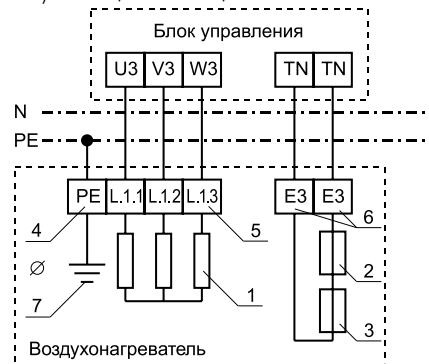 Блок управления
U3 V3 W3 TN TN
N
PE
PE L.1.1 L.1.2 L.1.3 E3 E3
4 5 6
2
1
7 3
Воздухонагреватель